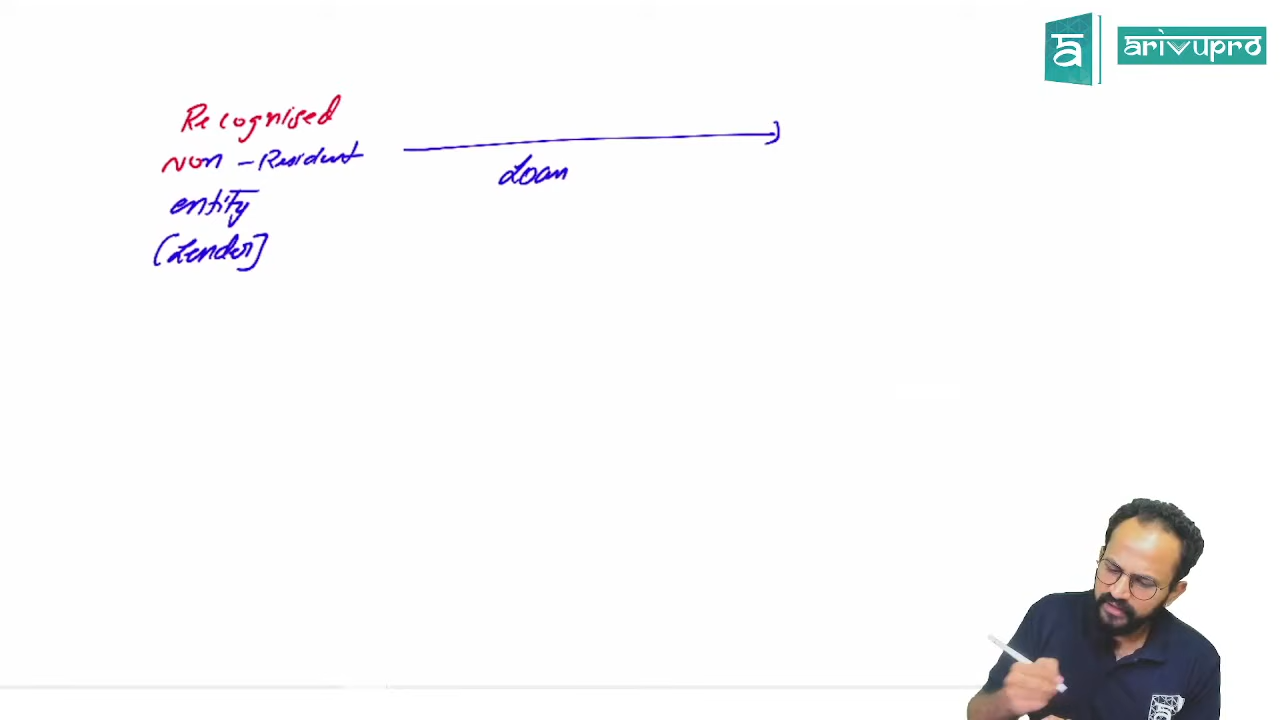 arivupro
Recognised
Non - Resident
entity
(Lender)
Loan